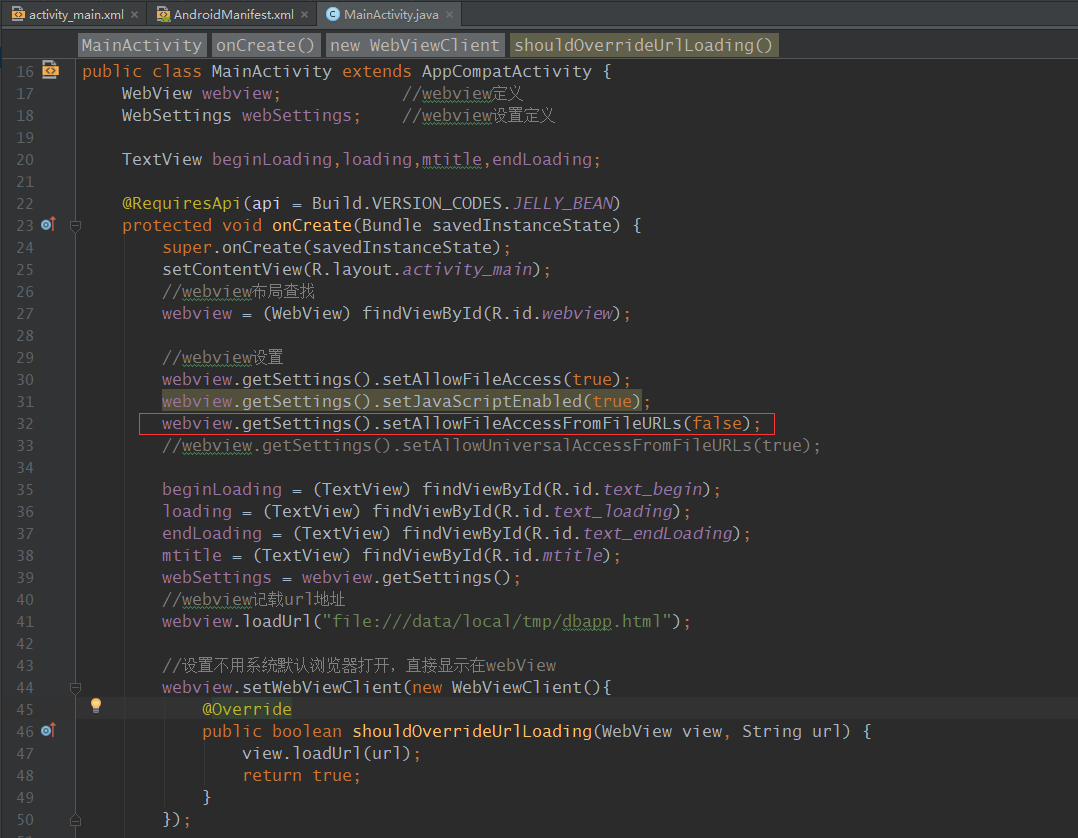 activity_main.xml AndroidManifest.xml MainActivity.java
MainActivity onCreate() new WebViewClient shouldOverrideUrlLoading()
16 public class MainActivity extends AppCompatActivity {
17 WebView webview; //webview定义
18 WebSettings webSettings; //webview设置定义
19
20 TextView beginLoading,loading,mtitle,endLoading;
21
22 @RequiresApi(api = Build.VERSION_CODES.JELLY_BEAN)
23 protected void onCreate(Bundle savedInstanceState) {
24 super.onCreate(savedInstanceState);
25 setContentView(R.layout.activity_main);
26 //webview布局查找
27 webview = (WebView) findViewById(R.id.webview);
28
29 //webview设置
30 webview.getSettings().setAllowFileAccess(true);
31 webview.getSettings().setJavaScriptEnabled(true);
32 webview.getSettings().setAllowFileAccessFromFileURLs(false);
33 //webview.getSettings().setAllowUniversalAccessFromFileURLs(true);
34
35 beginLoading = (TextView) findViewById(R.id.text_begin);
36 loading = (TextView) findViewById(R.id.text_loading);
37 endLoading = (TextView) findViewById(R.id.text_endLoading);
38 mtitle = (TextView) findViewById(R.id.mtitle);
39 webSettings = webview.getSettings();
40 //webview记载url地址
41 webview.loadUrl("file:///data/local/tmp/dbapp.html");
42
43 //设置不用系统默认浏览器打开，直接显示在webView
44 webview.setWebViewClient(new WebViewClient(){
45 @Override
46 public boolean shouldOverrideUrlLoading(WebView view, String url) {
47 view.loadUrl(url);
48 return true;
49 }
50 });